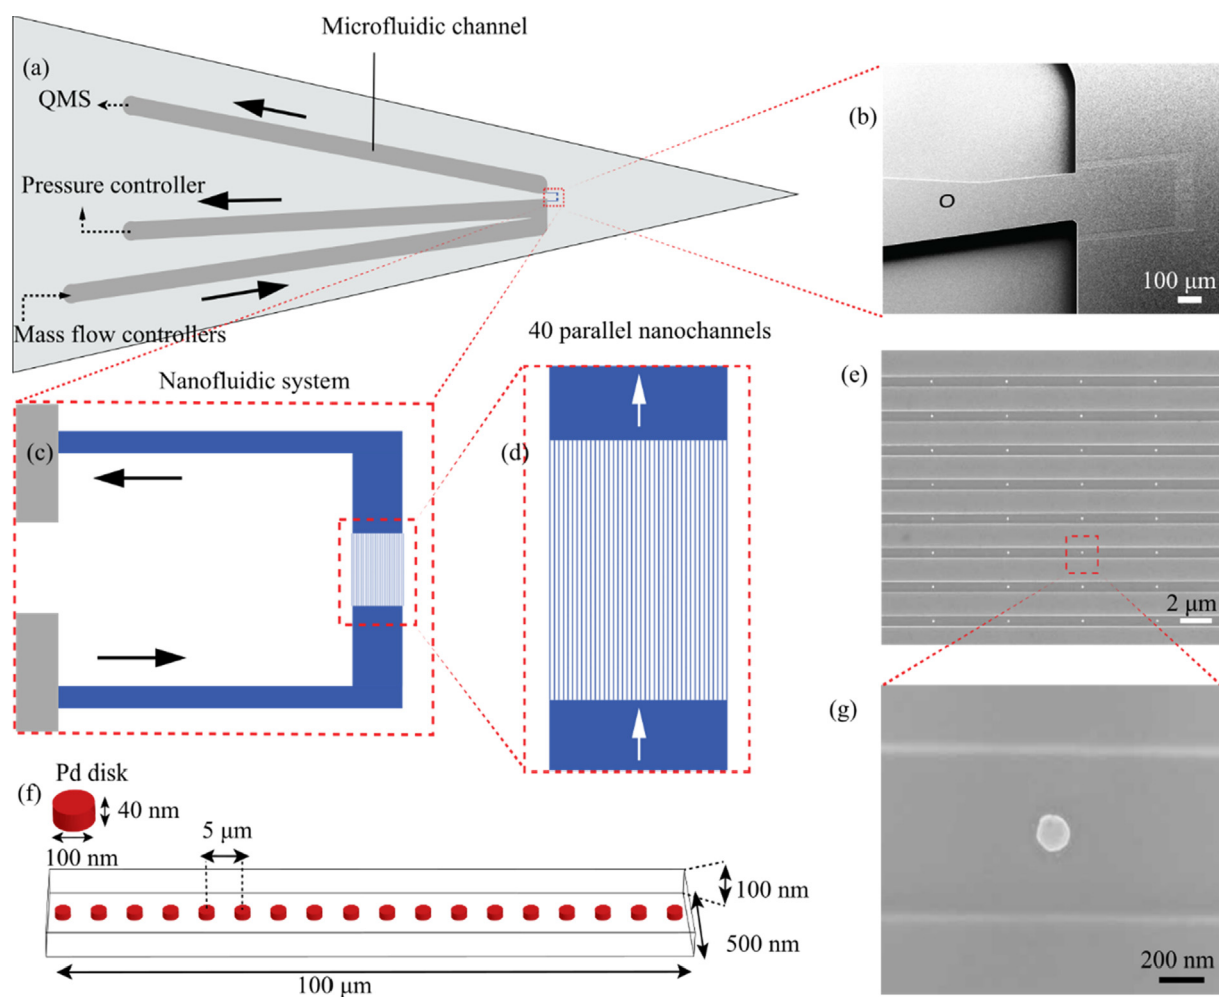 (a)
Microfluidic channel
QMS
Pressure controller
Mass flow controllers
(b)
O
100 μm
Nanofluidic system
(c)
40 parallel nanochannels
(d)
(e)
2 μm
(f)
Pd disk
40 nm
100 nm
5 μm
100 nm
500 nm
100 μm
(g)
200 nm